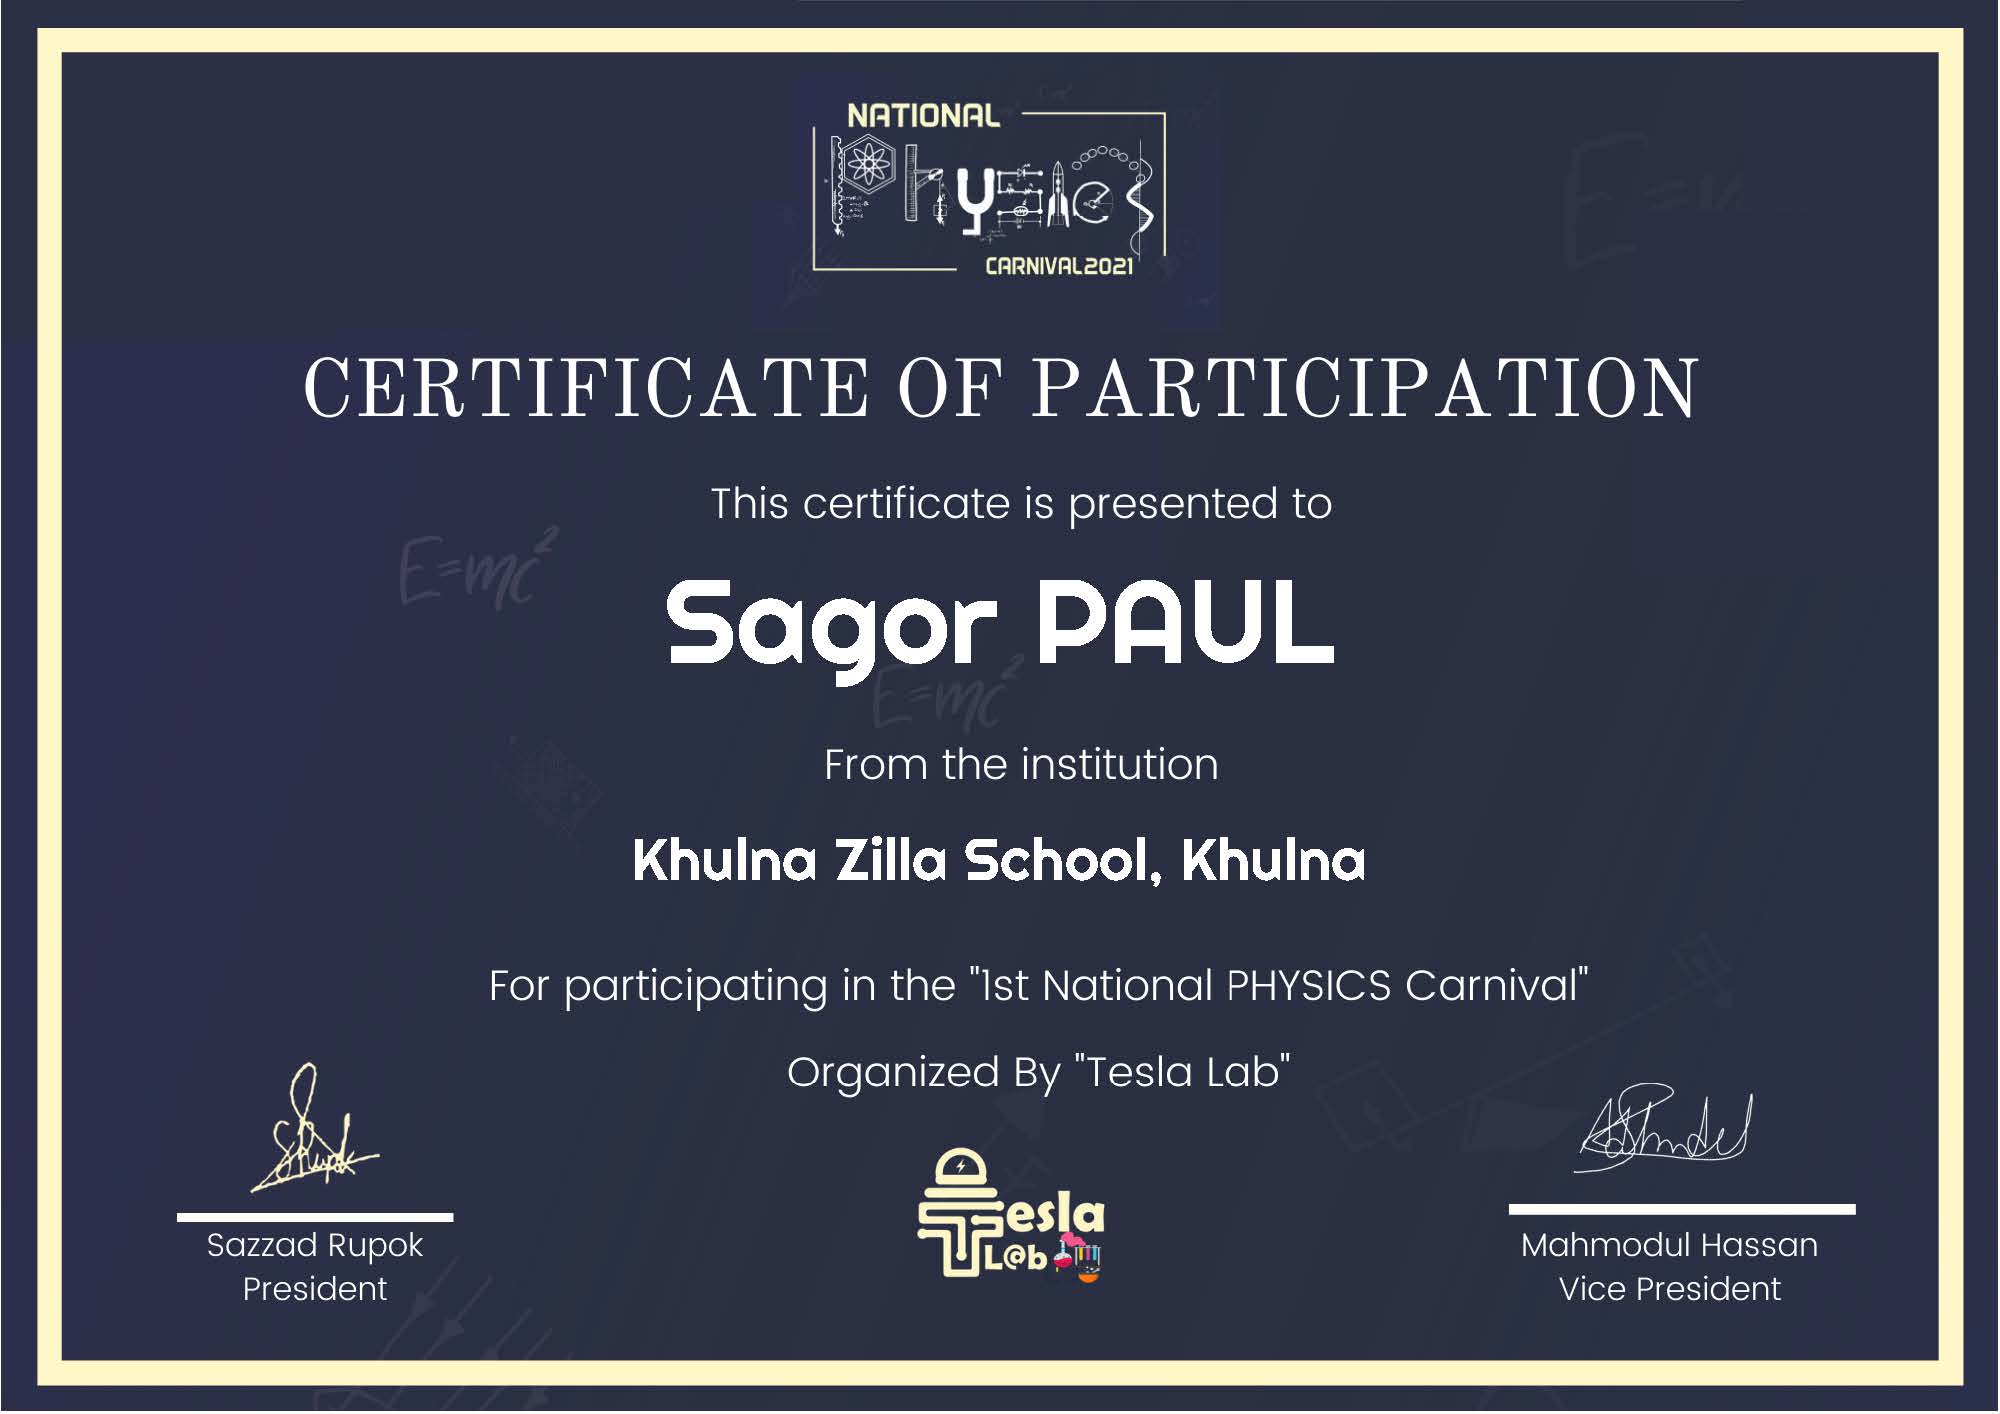 NATIONAL
Physics
CARNIVAL2021
CERTIFICATE OF PARTICIPATION
This certificate is presented to
E=mc²
Sagor PAUL
E=mc²
From the institution
Khulna Zilla School, Khulna
For participating in the "1st National PHYSICS Carnival"
Organized By "Tesla Lab"
Tesla
L@b
Sazzad Rupok
President
Mahmodul Hassan
Vice President